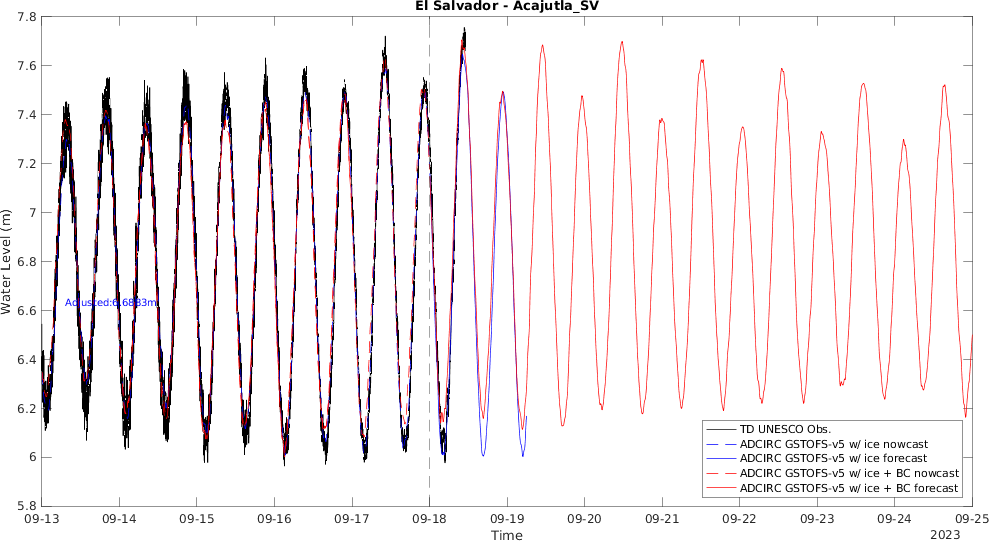 El Salvador - Acajutla_SV
7.8
7.6
7.4
7.2
7
6.8
6.6
6.4
6.2
6
5.8
Water Level (m)
Adjusted:6.6883m
TD UNESCO Obs.
ADCIRC GSTOFS-v5 w/ ice nowcast
ADCIRC GSTOFS-v5 w/ ice forecast
ADCIRC GSTOFS-v5 w/ ice + BC nowcast
ADCIRC GSTOFS-v5 w/ ice + BC forecast
09-13 09-14 09-15 09-16 09-17 09-18 09-19 09-20 09-21 09-22 09-23 09-24 09-25
Time
2023